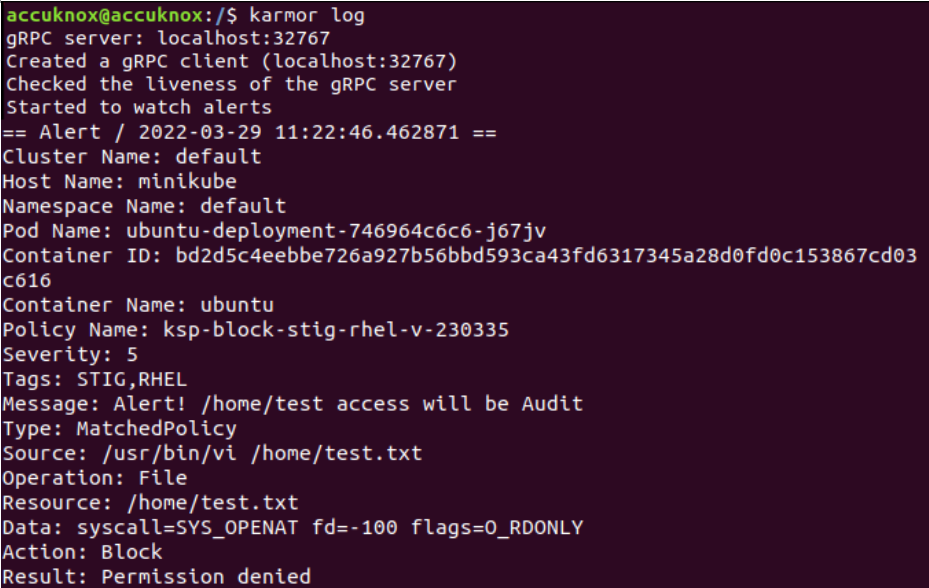 accuknox@accuknox:/$ karmor log
gRPC server: localhost:32767
Created a gRPC client (localhost:32767)
Checked the liveness of the gRPC server
Started to watch alerts
== Alert / 2022-03-29 11:22:46.462871 ==
Cluster Name: default
Host Name: minikube
Namespace Name: default
Pod Name: ubuntu-deployment-746964c6c6-j67jv
Container ID: bd2d5c4eebbe726a927b56bbd593ca43fd6317345a28d0fd0c153867cd03
c616
Container Name: ubuntu
Policy Name: ksp-block-stig-rhel-v-230335
Severity: 5
Tags: STIG,RHEL
Message: Alert! /home/test access will be Audit
Type: MatchedPolicy
Source: /usr/bin/vi /home/test.txt
Operation: File
Resource: /home/test.txt
Data: syscall=SYS_OPENAT fd=-100 flags=O_RDONLY
Action: Block
Result: Permission denied